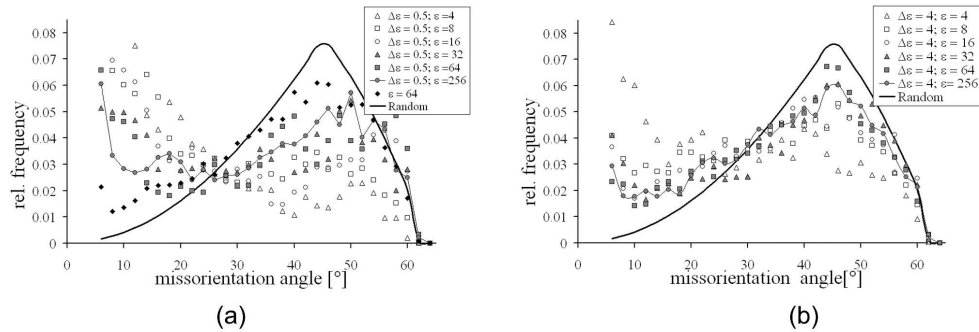 0.08
0.07
0.06
0.05
0.04
0.03
0.02
0.01
0
rel. frequency
0 10 20 30 40 50 60
missorientation angle [°]
Δε = 0.5; ε = 4
Δε = 0.5; ε =8
Δε = 0.5; ε =16
Δε = 0.5; ε =32
Δε = 0.5; ε =64
Δε = 0.5; ε =256
ε = 64
Random
(a)
0.08
0.07
0.06
0.05
0.04
0.03
0.02
0.01
0
rel. frequency
0 10 20 30 40 50 60
missorientation angle[°]
Δε = 4; ε = 4
Δε = 4; ε = 8
Δε = 4; ε = 16
Δε = 4; ε = 32
Δε = 4; ε = 64
Δε = 4; ε= 256
Random
(b)